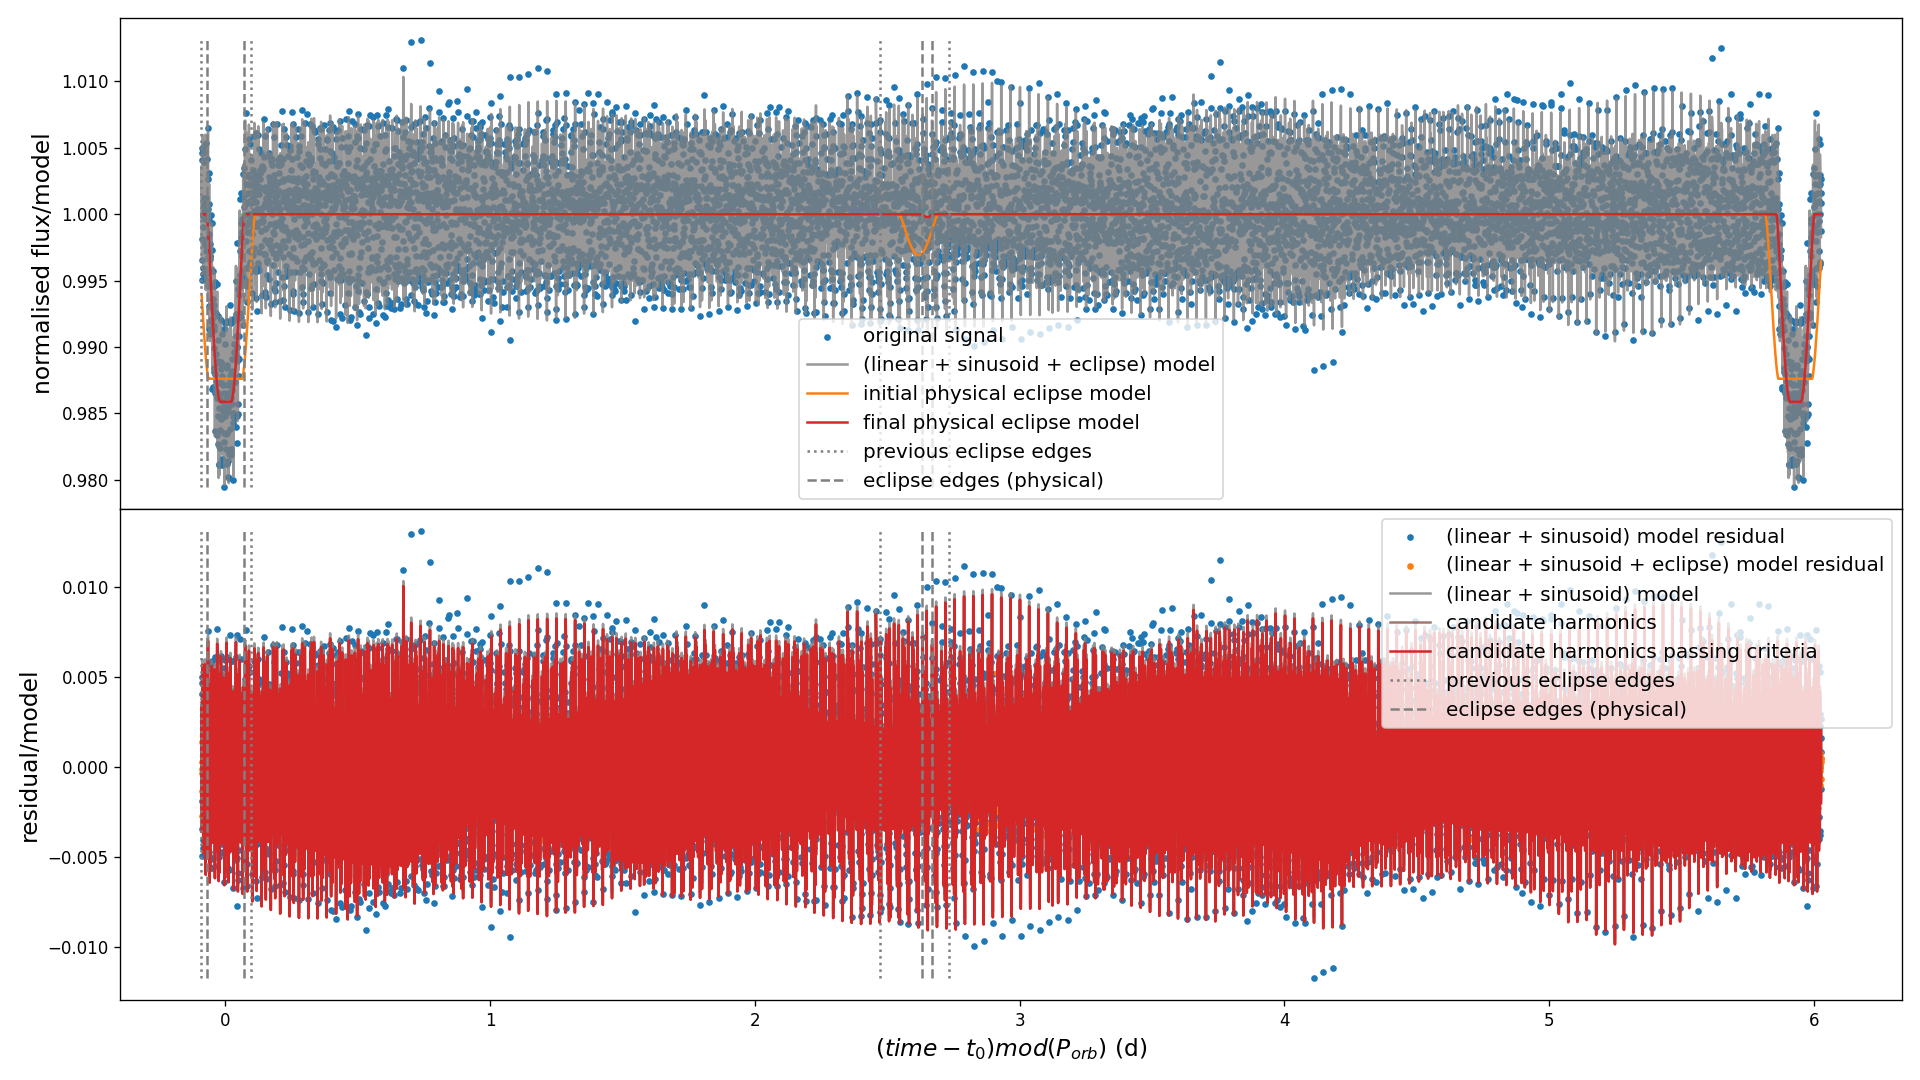 normalised flux/model
1.010
1.005
1.000
0.995
0.990
0.985
0.980
original signal
(linear + sinusoid + eclipse) model
initial physical eclipse model
final physical eclipse model
previous eclipse edges
eclipse edges (physical)
residual/model
0.010
0.005
0.000
−0.005
−0.010
(linear + sinusoid) model residual
(linear + sinusoid + eclipse) model residual
(linear + sinusoid) model
candidate harmonics
candidate harmonics passing criteria
previous eclipse edges
eclipse edges (physical)
0 1 2 3 4 5 6
(time − t₀)mod(P_orb) (d)